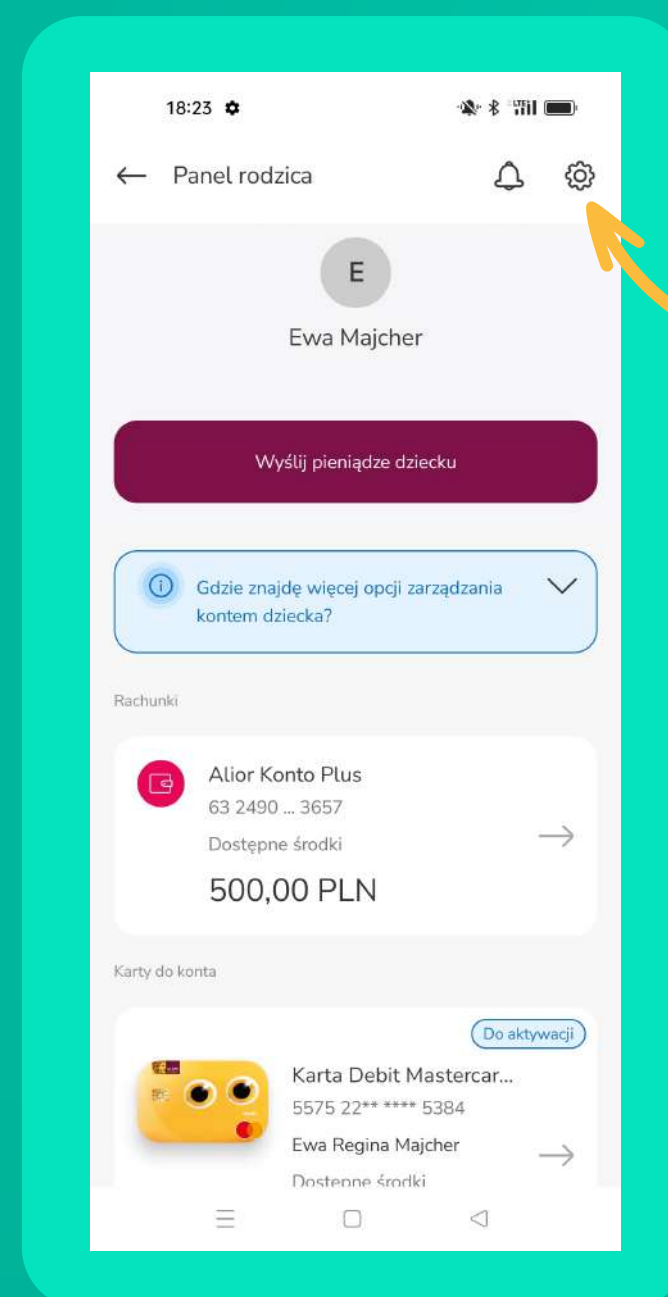 18:23
Panel rodzica
E
Ewa Majcher
Wyślij pieniądze dziecku
Gdzie znajdę więcej opcji zarządzania
kontem dziecka?
Rachunki
Alior Konto Plus
63 2490 ... 3657
Dostępne środki
500,00 PLN
Karty do konta
Do aktywacji
Karta Debit Mastercar...
5575 22** **** 5384
Ewa Regina Majcher
Dostępne środki